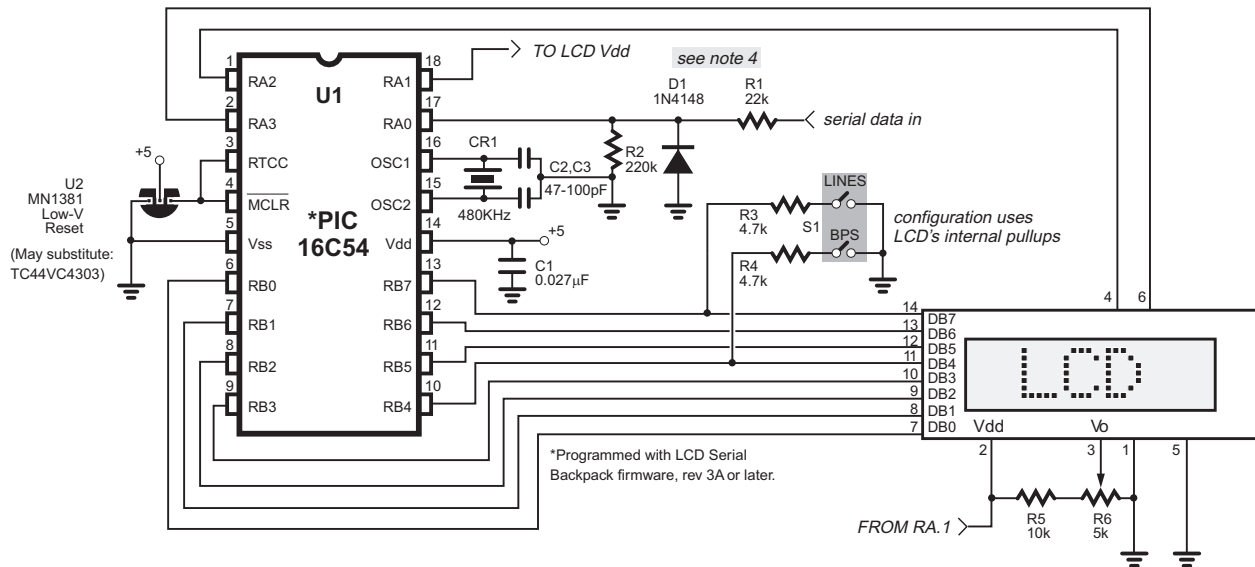 1
RA2
2
RA3
3
RTCC
4
MCLR
5
Vss
6
RB0
7
RB1
8
RB2
9
RB3
U1
*PIC
16C54
18
RA1
17
RA0
16
OSC1
15
OSC2
14
Vdd
13
RB7
12
RB6
11
RB5
10
RB4
+5
U2
MN1381
Low-V
Reset
(May substitute:
TC44VC4303)
TO LCD Vdd
see note 4
D1
1N4148
R1
22k
serial data in
CR1
480KHz
C2,C3
47-100pF
R2
220k
+5
C1
0.027µF
R3
4.7k
R4
4.7k
S1
LINES
BPS
configuration uses
LCD's internal pullups
4
6
14
DB7
13
DB6
12
DB5
11
DB4
10
DB3
9
DB2
8
DB1
7
DB0
LCD
Vdd
Vo
2
3
1
5
*Programmed with LCD Serial
Backpack firmware, rev 3A or later.
FROM RA.1
R5
10k
R6
5k